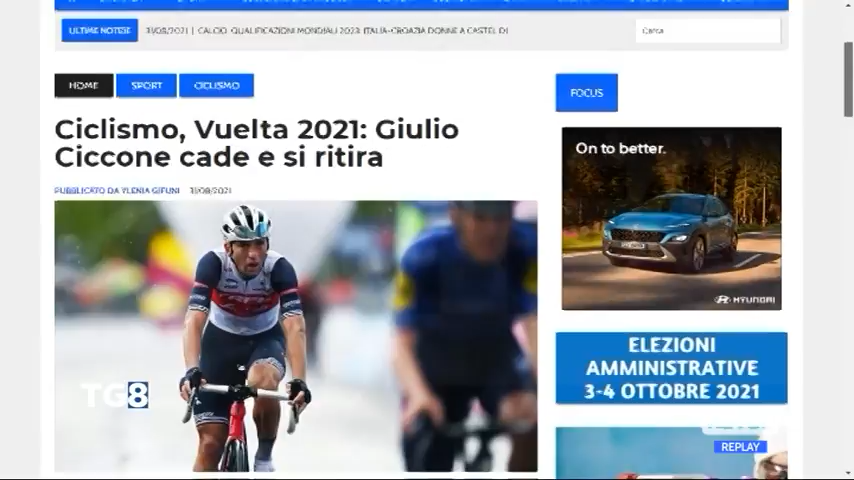 ULTIME NOTIZIE
31/08/2021 | CALCIO: QUALIFICAZIONI MONDIALI 2023: ITALIA-CROAZIA DONNE A CASTEL DI
Cerca
HOME
SPORT
CICLISMO
FOCUS
Ciclismo, Vuelta 2021: Giulio
Ciccone cade e si ritira
PUBBLICATO DA YLENIA GIFUNI 31/08/2021
On to better.
HYUNDAI
ELEZIONI
AMMINISTRATIVE
3-4 OTTOBRE 2021
TG8
REPLAY